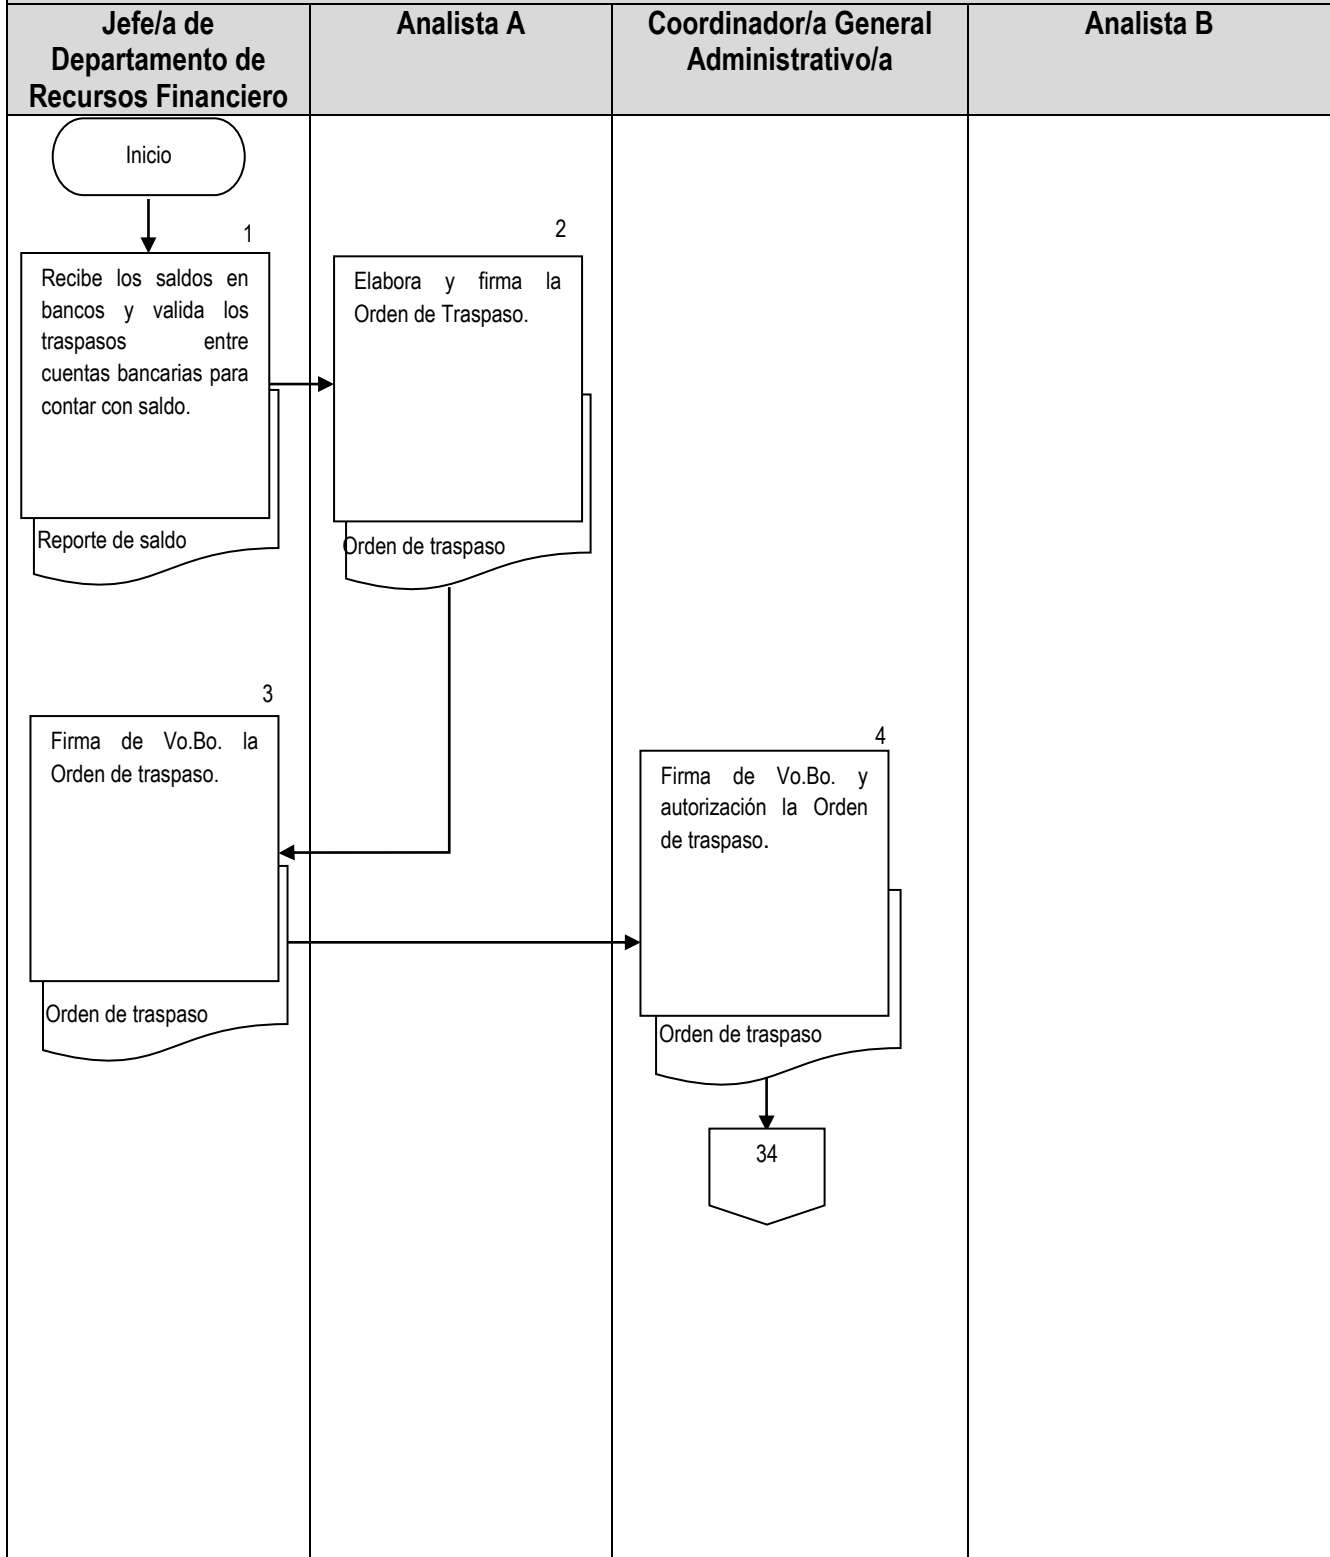 Jefe/a de
Departamento de
Recursos Financiero
Analista A
Coordinador/a General
Administrativo/a
Analista B
Inicio
1
Recibe los saldos en
bancos y valida los
traspasos entre
cuentas bancarias para
contar con saldo.
Reporte de saldo
2
Elabora y firma la
Orden de Traspaso.
Orden de traspaso
3
Firma de Vo.Bo. la
Orden de traspaso.
Orden de traspaso
4
Firma de Vo.Bo. y
autorización la Orden
de traspaso.
Orden de traspaso
34